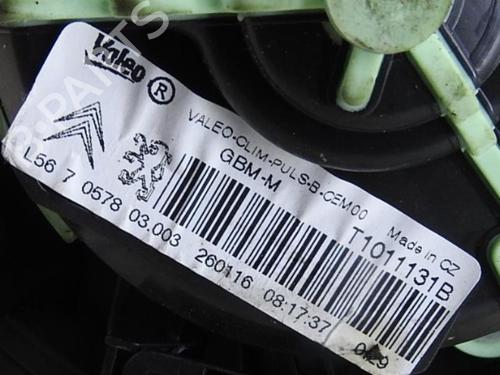 Valeo ®
VALEO-CLIM-PULS-B-CEM00
GBM-M
L56 7 0578 03.003 260116 08:17:37
T1011131B
Made in CZ
029